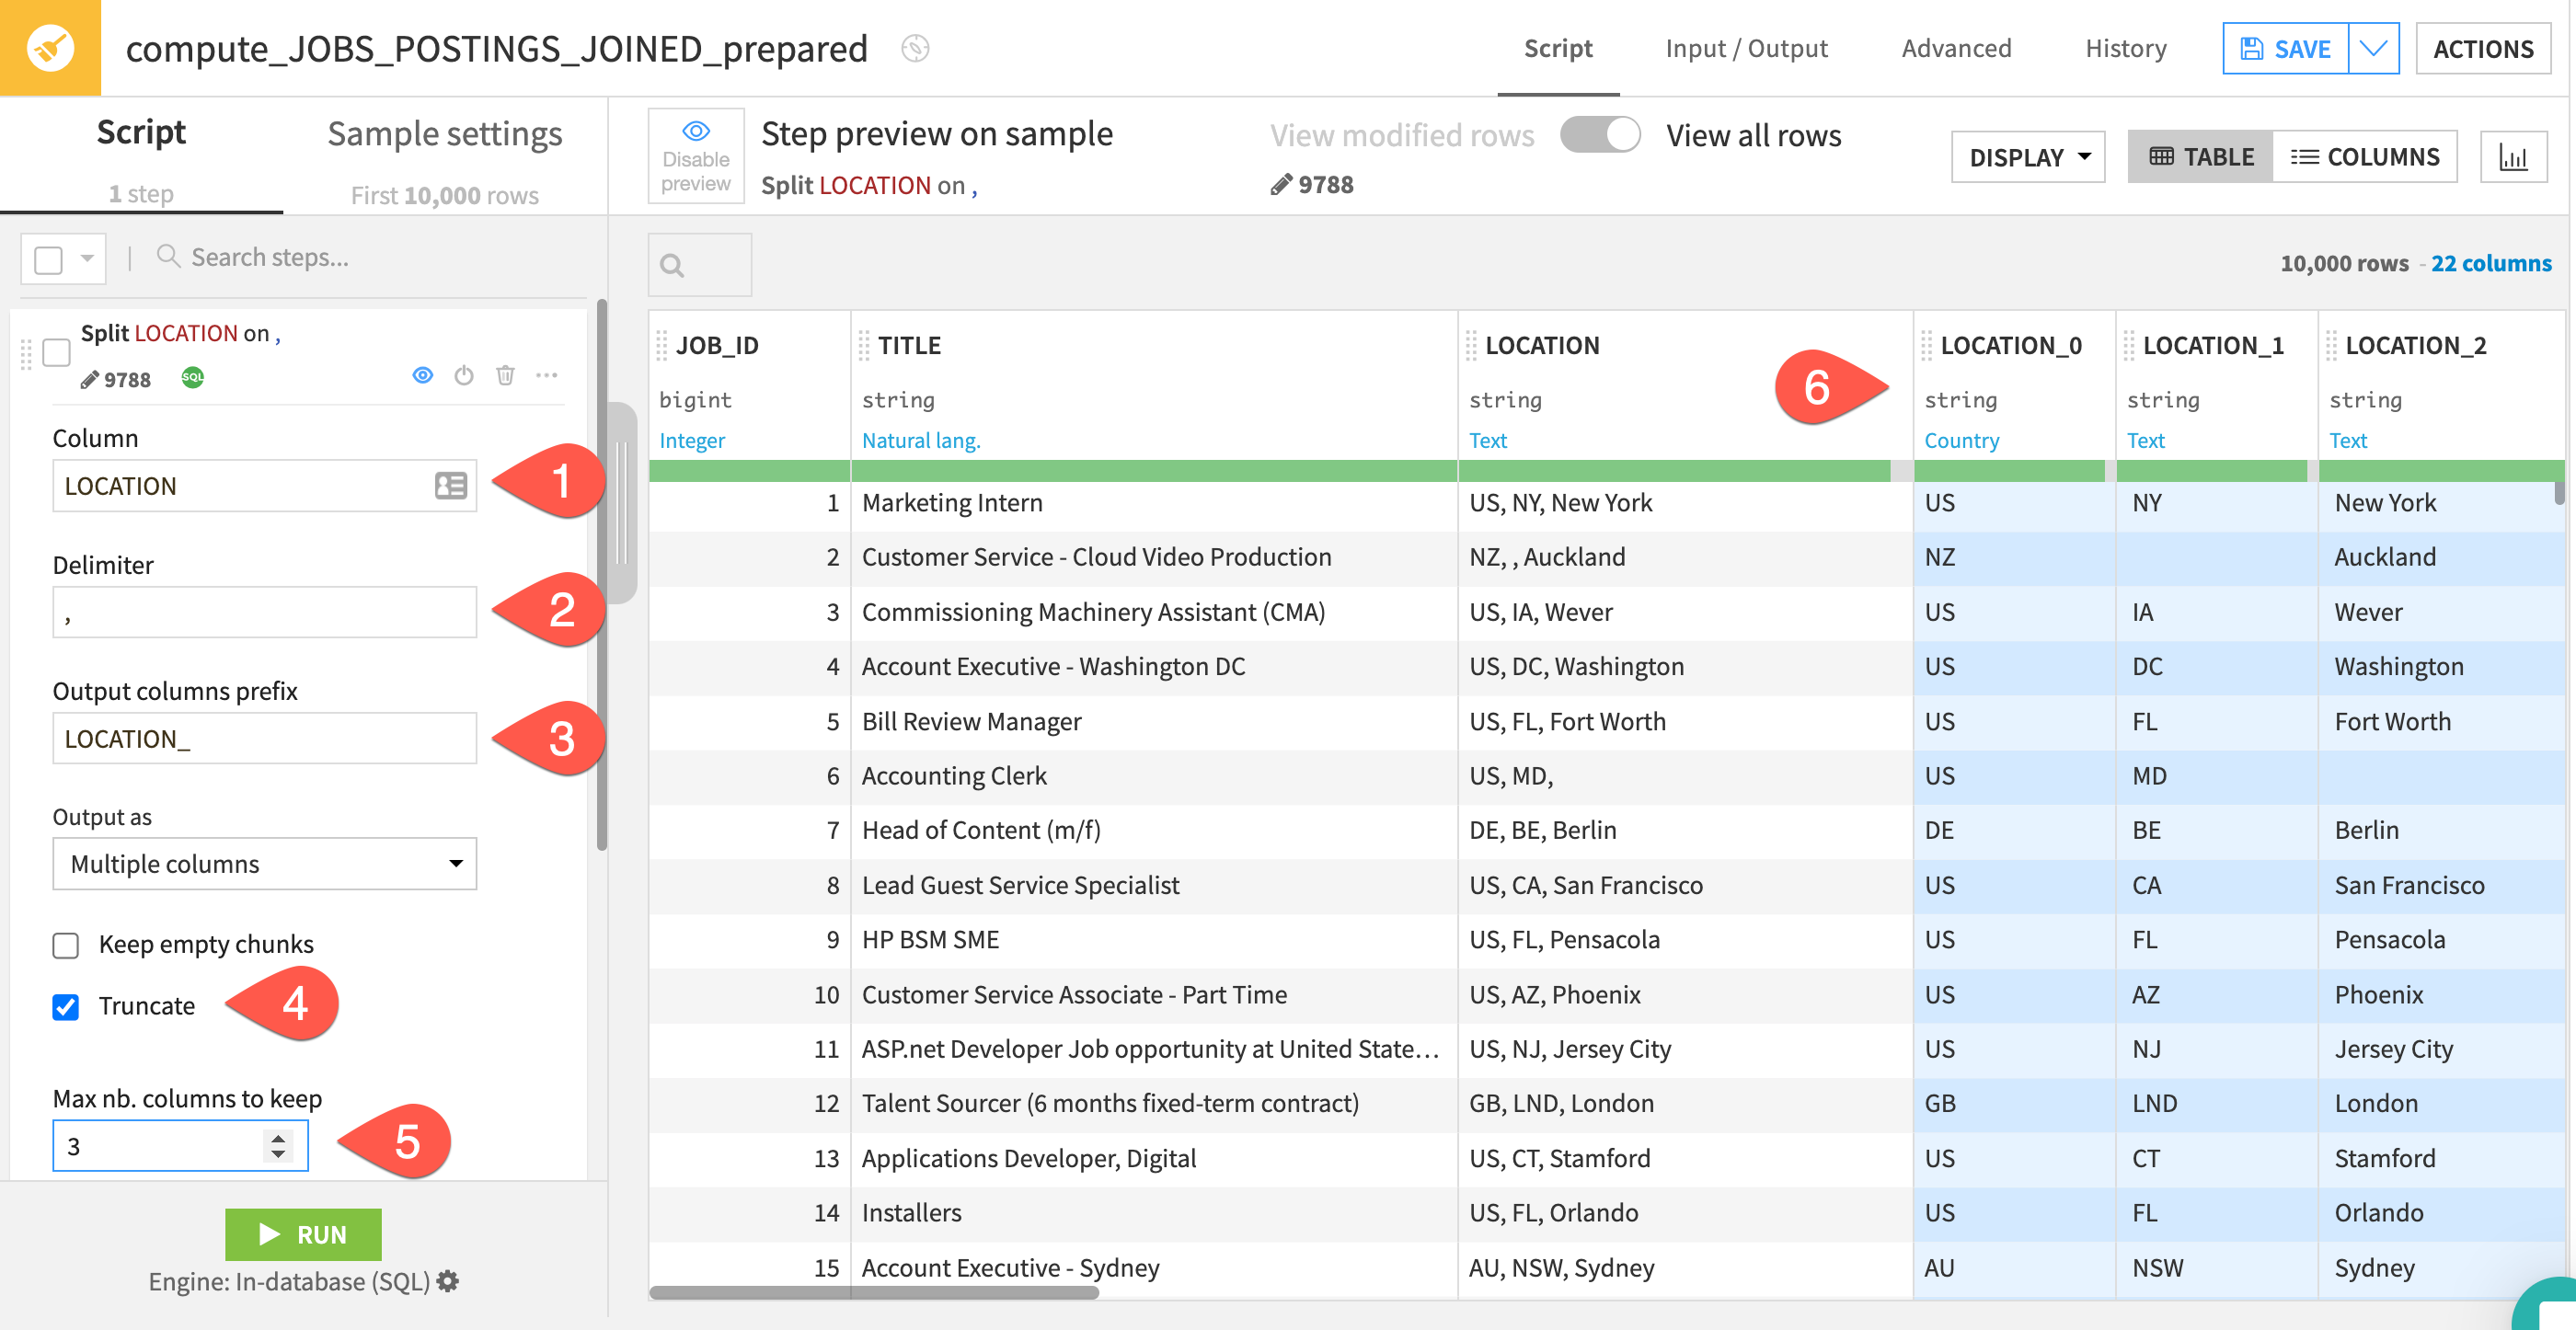 compute_JOBS_POSTINGS_JOINED_prepared
Script
Input / Output
Advanced
History
SAVE
ACTIONS
Script
1 step
Sample settings
First 10,000 rows
Disable preview
Step preview on sample
Split LOCATION on ,
View modified rows
View all rows
9788
DISPLAY
TABLE
COLUMNS
Search steps...
10,000 rows - 22 columns
Split LOCATION on ,
9788
SQL
Column
LOCATION
1
Delimiter
,
2
Output columns prefix
LOCATION_
3
Output as
Multiple columns
Keep empty chunks
Truncate
4
Max nb. columns to keep
3
5
RUN
Engine: In-database (SQL)
JOB_ID TITLE LOCATION LOCATION_0 LOCATION_1 LOCATION_2
6
bigint string string string string string
Integer Natural lang. Text Country Text Text
1 Marketing Intern US, NY, New York US NY New York
2 Customer Service - Cloud Video Production NZ, , Auckland NZ Auckland
3 Commissioning Machinery Assistant (CMA) US, IA, Wever US IA Wever
4 Account Executive - Washington DC US, DC, Washington US DC Washington
5 Bill Review Manager US, FL, Fort Worth US FL Fort Worth
6 Accounting Clerk US, MD, US MD
7 Head of Content (m/f) DE, BE, Berlin DE BE Berlin
8 Lead Guest Service Specialist US, CA, San Francisco US CA San Francisco
9 HP BSM SME US, FL, Pensacola US FL Pensacola
10 Customer Service Associate - Part Time US, AZ, Phoenix US AZ Phoenix
11 ASP.net Developer Job opportunity at United State... US, NJ, Jersey City US NJ Jersey City
12 Talent Sourcer (6 months fixed-term contract) GB, LND, London GB LND London
13 Applications Developer, Digital US, CT, Stamford US CT Stamford
14 Installers US, FL, Orlando US FL Orlando
15 Account Executive - Sydney AU, NSW, Sydney AU NSW Sydney